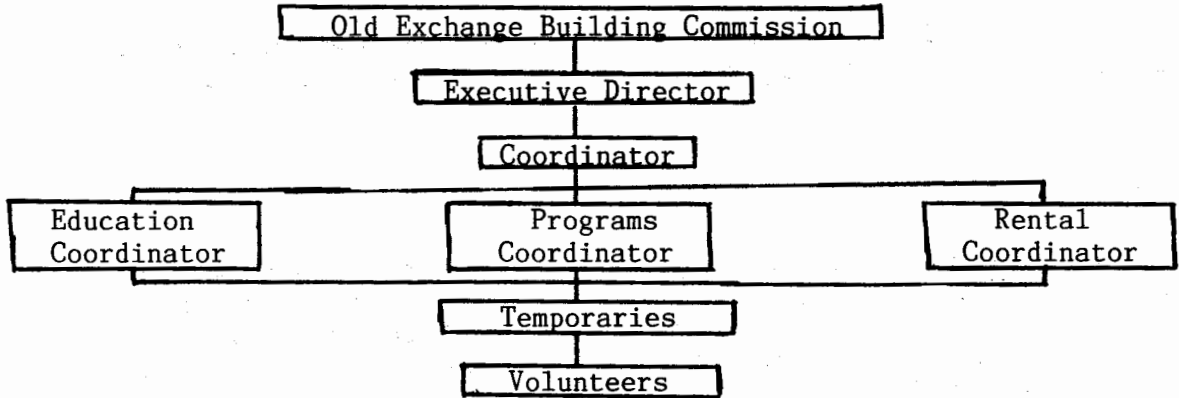 Old Exchange Building Commission
Executive Director
Coordinator
Education
Coordinator
Programs
Coordinator
Rental
Coordinator
Temporaries
Volunteers